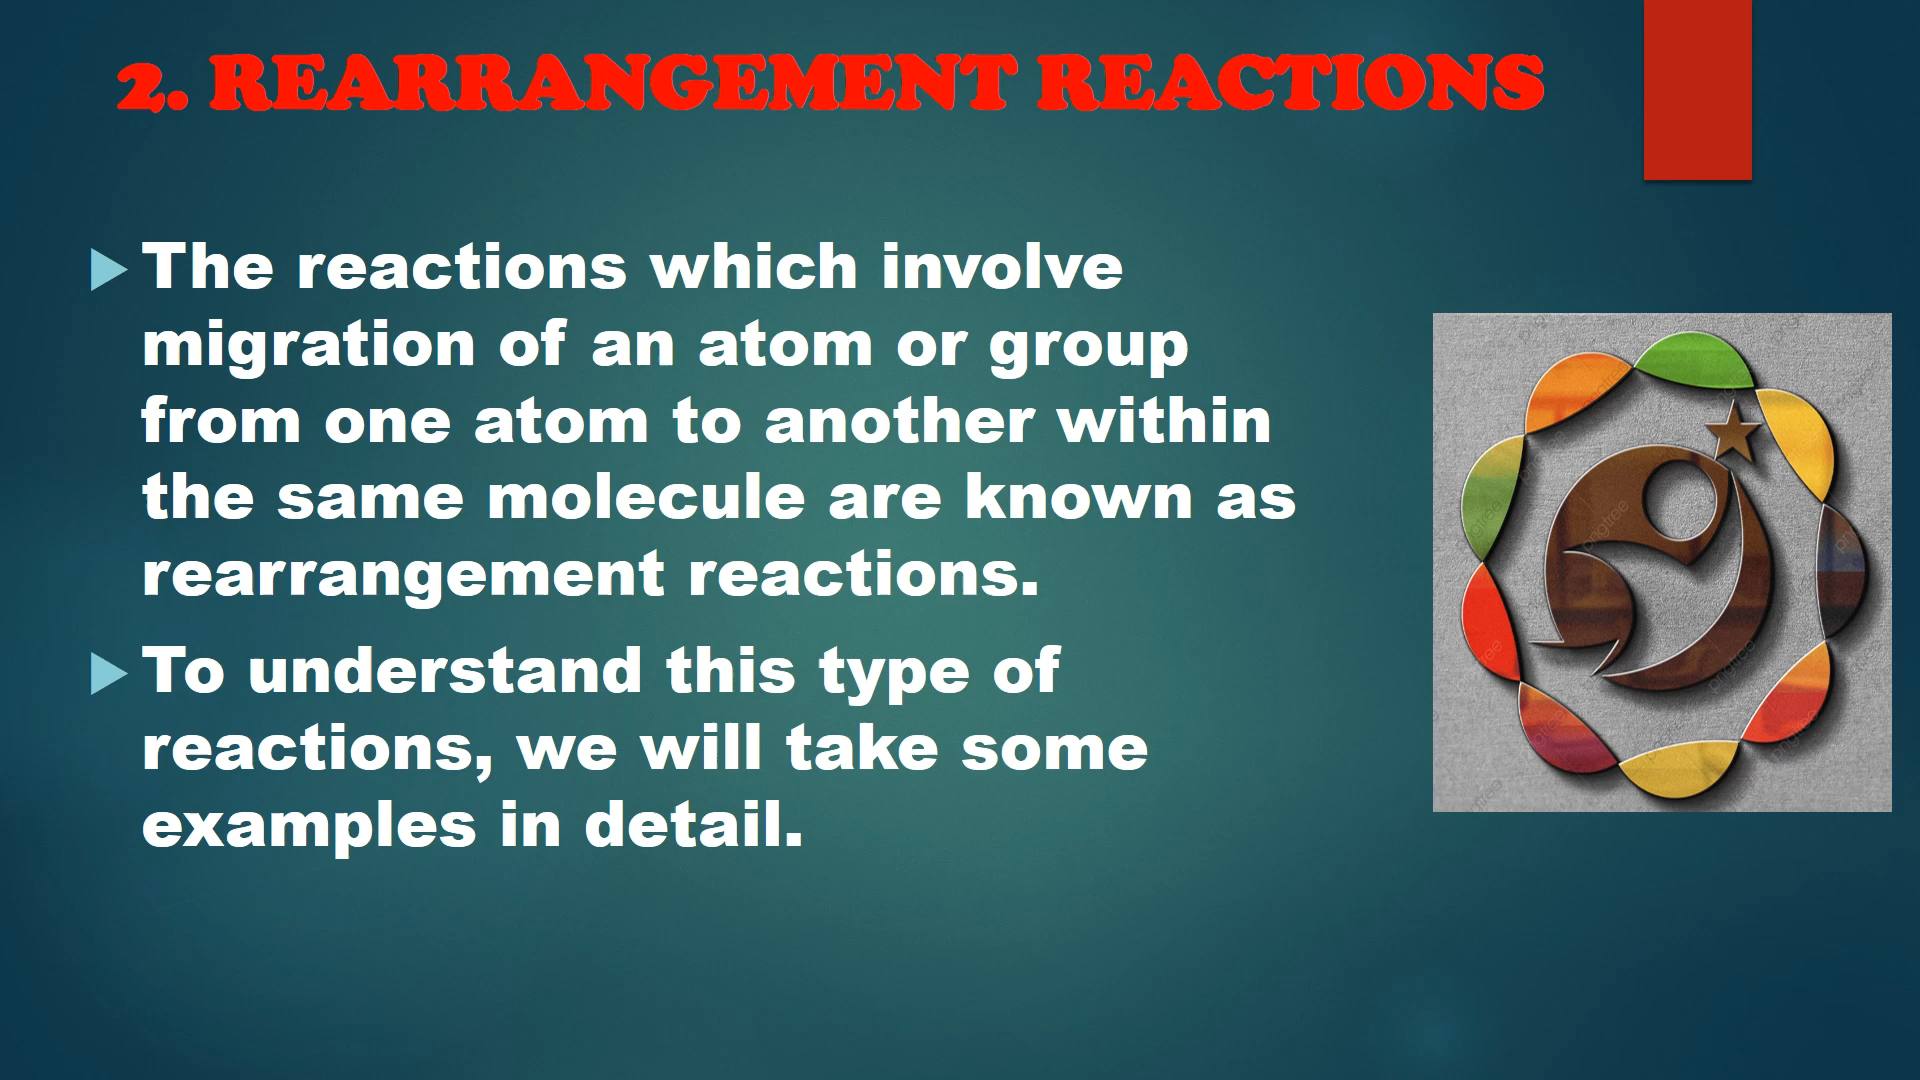 2. REARRANGEMENT REACTIONS
The reactions which involve
migration of an atom or group
from one atom to another within
the same molecule are known as
rearrangement reactions.
To understand this type of
reactions, we will take some
examples in detail.
pngtree